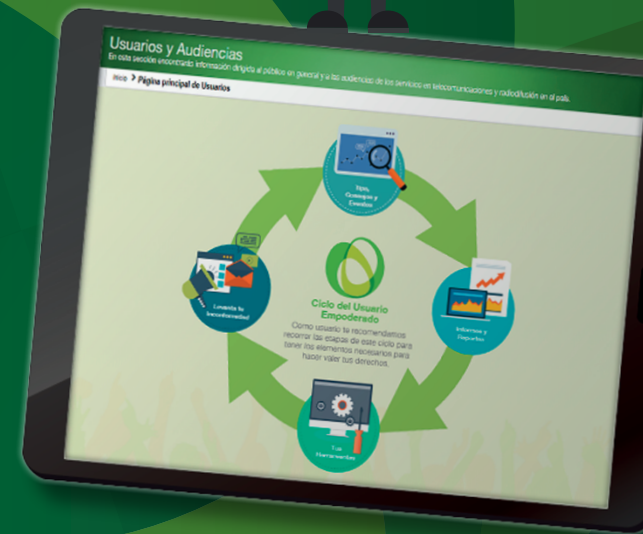 Usuarios y Audiencias
En esta sección encontrarás información dirigida al público en general y a las audiencias de los servicios en telecomunicaciones y radiodifusión en el país.
Inicio > Página principal de Usuarios
Tips,
Consejos y
Estudios
Informes y
Reportes
Tus
Herramientas
Levanta tu
Inconformidad
Ciclo del Usuario
Empoderado
Como usuario te recomendamos
recorrer las etapas de este ciclo para
tener los elementos necesarios para
hacer valer tus derechos.